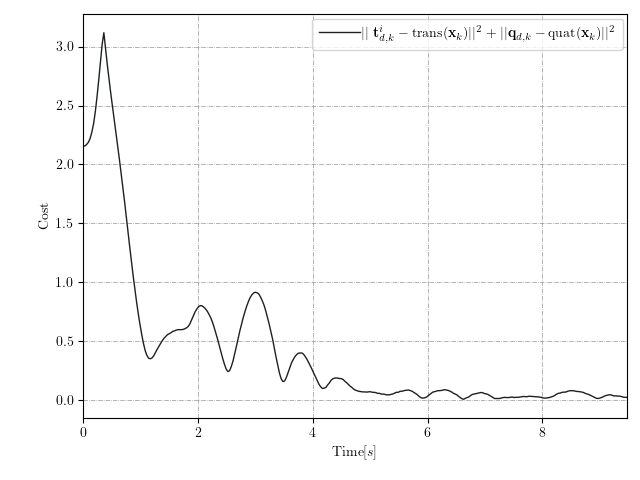 || t^i_{d,k} − trans(x_k)||^2 + ||q_{d,k} − quat(x_k)||^2
3.0
2.5
2.0
1.5
1.0
0.5
0.0
Cost
0 2 4 6 8
Time[s]